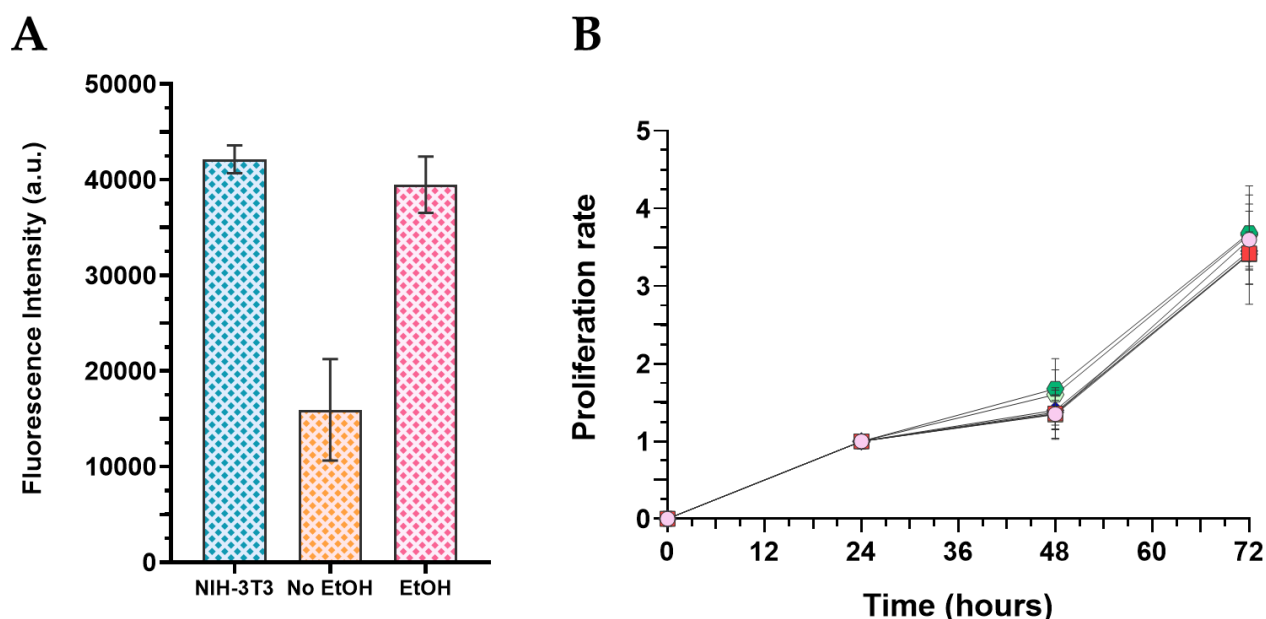 A
Fluorescence Intensity (a.u.)
50000
40000
30000
20000
10000
0
NIH-3T3 No EtOH EtOH
B
Proliferation rate
5
4
3
2
1
0
0 12 24 36 48 60 72
Time (hours)